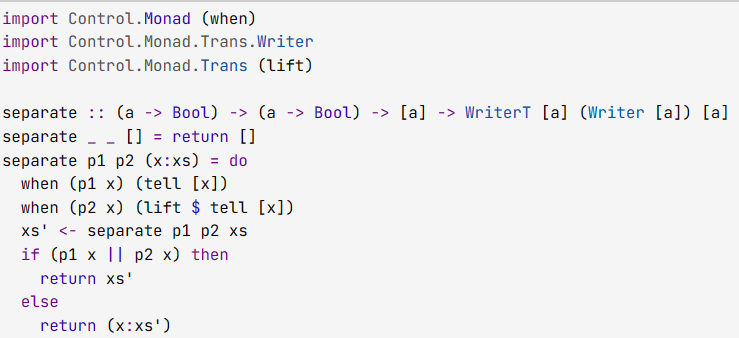 import Control.Monad (when)
import Control.Monad.Trans.Writer
import Control.Monad.Trans (lift)

separate :: (a -> Bool) -> (a -> Bool) -> [a] -> WriterT [a] (Writer [a]) [a]
separate _ _ [] = return []
separate p1 p2 (x:xs) = do
  when (p1 x) (tell [x])
  when (p2 x) (lift $ tell [x])
  xs' <- separate p1 p2 xs
  if (p1 x || p2 x) then
    return xs'
  else
    return (x:xs')